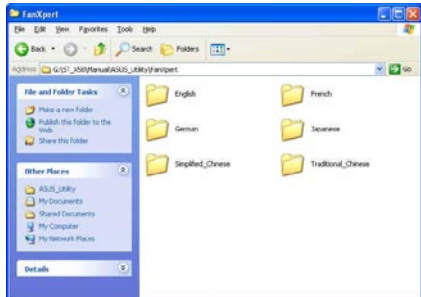 FanXpert
File Edit View Favorites Tools Help
Back Search Folders
Address G:\ST_X58\Manual\ASUS_Utility\FanXpert Go
File and Folder Tasks
Make a new folder
Publish this folder to the
Web
Share this folder
Other Places
ASUS_Utility
My Documents
Shared Documents
My Computer
My Network Places
Details
English
French
German
Japanese
Simplified_Chinese
Traditional_Chinese